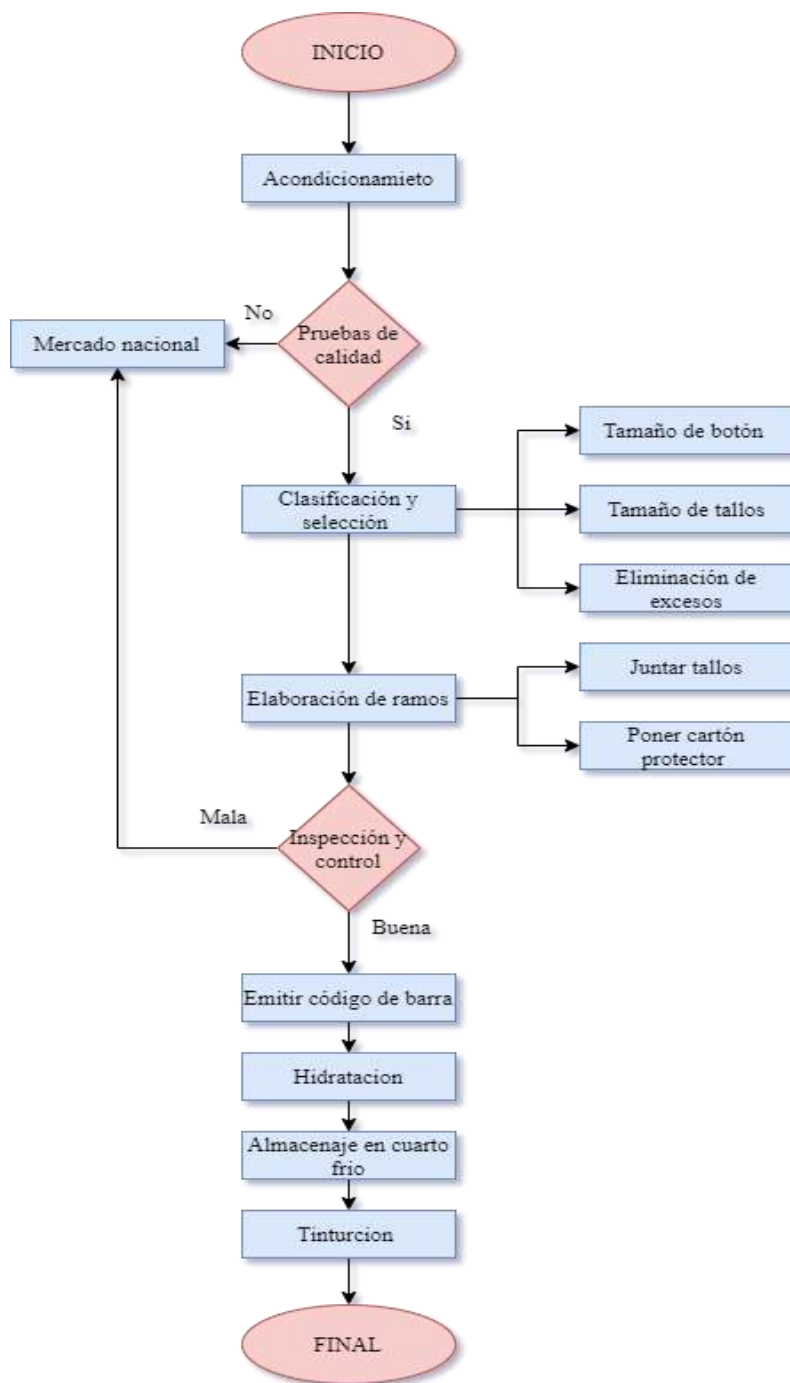 INICIO
Acondicionamieto
No
Pruebas de
calidad
Mercado nacional
Si
Clasificación y
selección
Tamaño de botón
Tamaño de tallos
Eliminación de
excesos
Elaboración de ramos
Juntar tallos
Poner cartón
protector
Mala
Inspección y
control
Buena
Emitir código de barra
Hidratacion
Almacenaje en cuarto
frio
Tinturcion
FINAL